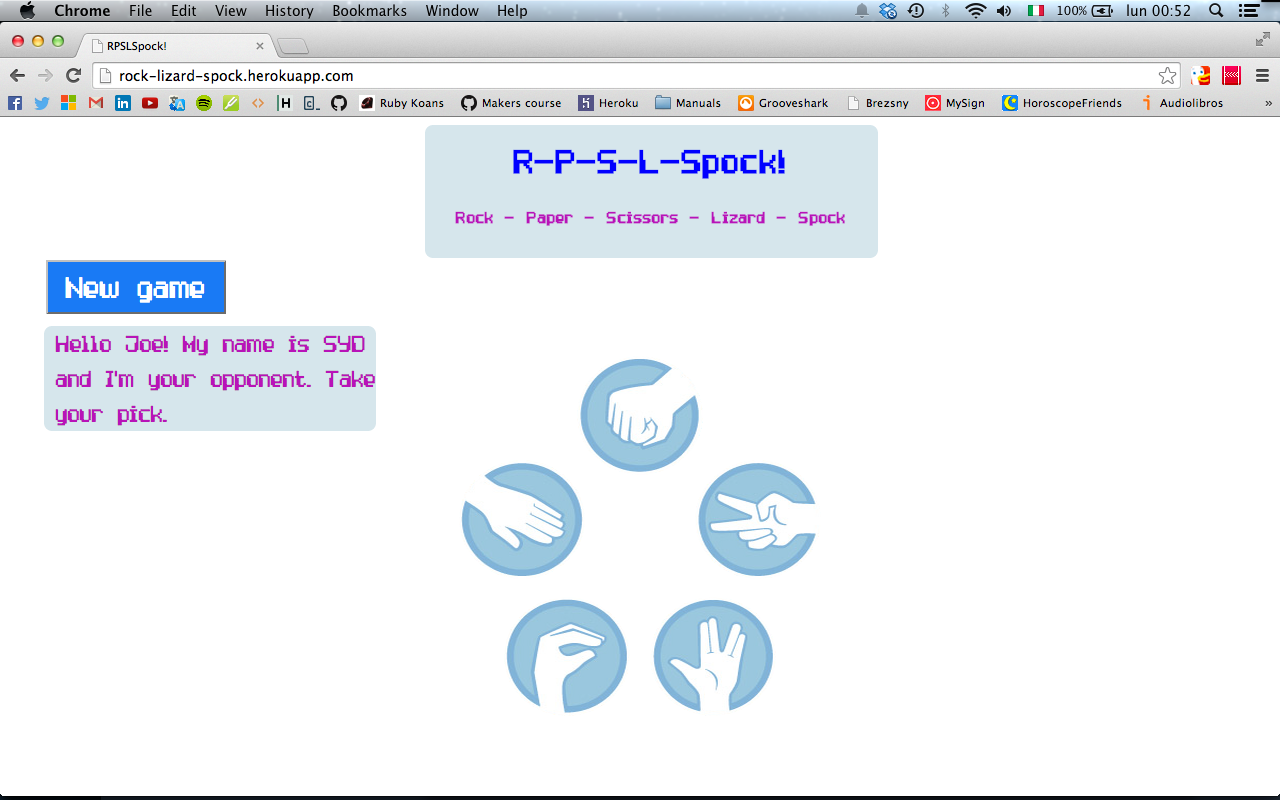 Chrome File Edit View History Bookmarks Window Help 100% lun 00:52
RPSLSpock!
rock-lizard-spock.herokuapp.com
Ruby Koans Makers course Heroku Manuals Grooveshark Brezsny MySign HoroscopeFriends Audiolibros »
R-P-S-L-Spock!
Rock - Paper - Scissors - Lizard - Spock
New game
Hello Joe! My name is SYD
and I'm your opponent. Take
your pick.